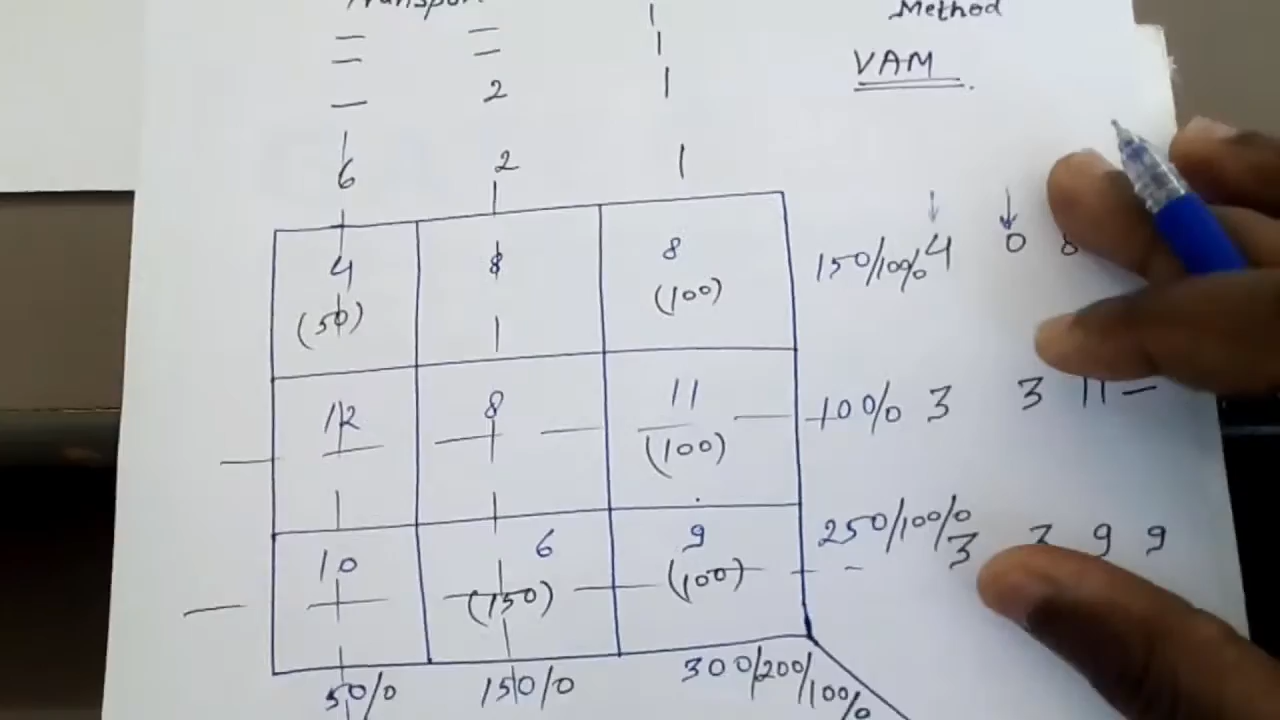 Transport Method
= = 1
= = 1
— 2 1
VAM
6 2 1
4 8 8 150/100/0 4 0 8
(50) (100)
12 8 11 100/0 3 3 11 —
(100)
10 6 9 250/100/0 3 3 9 9
(150) (100)
50/0 150/0 300/200/100/0